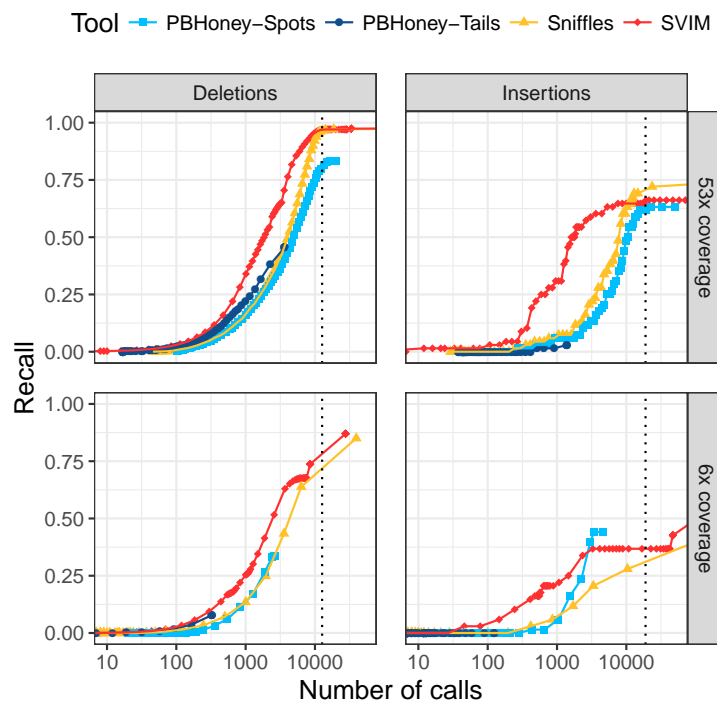 Tool PBHoney−Spots PBHoney−Tails Sniffles SVIM
Deletions Insertions
1.00
0.75
0.50
0.25
0.00
53x coverage
1.00
0.75
0.50
0.25
0.00
6x coverage
Recall
10 100 1000 10000 10 100 1000 10000
Number of calls